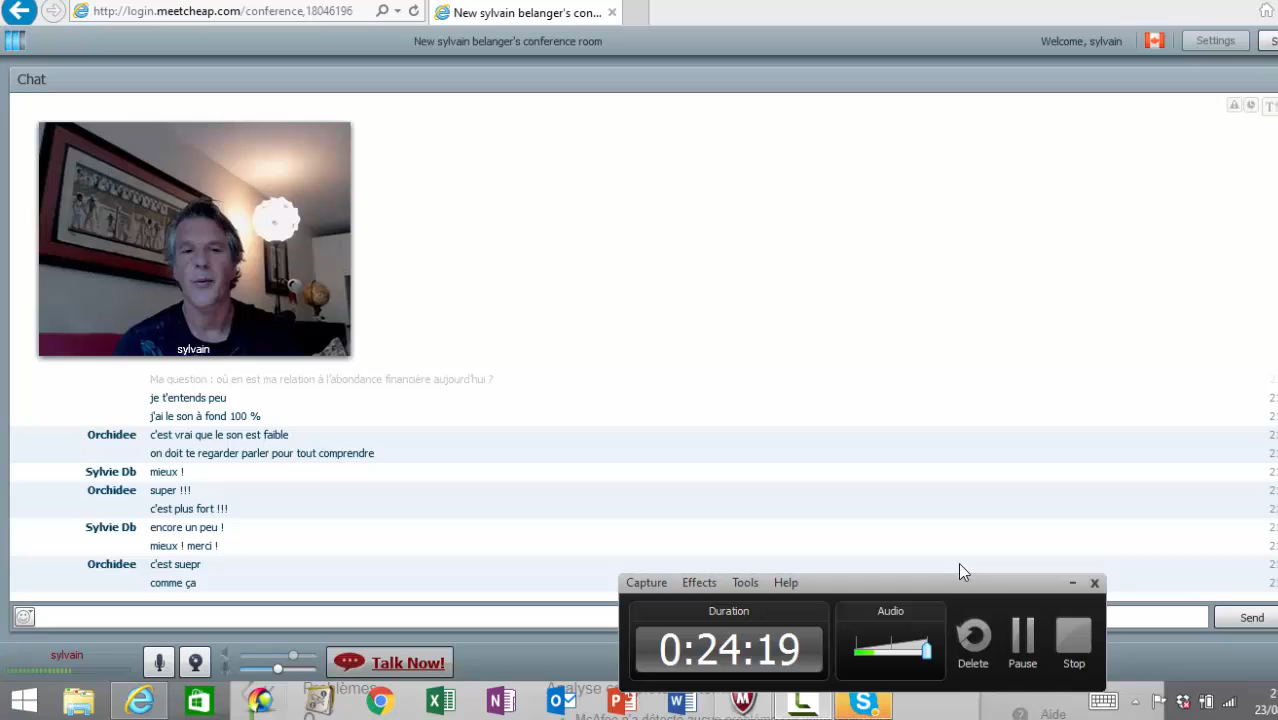 http://login.meetcheap.com/conference,18046196
New sylvain belanger's con...
New sylvain belanger's conference room
Welcome, sylvain
Settings
Chat
sylvain
Ma question : où en est ma relation à l'abondance financière aujourd'hui ?
je t'entends peu
j'ai le son à fond 100 %
Orchidee c'est vrai que le son est faible
on doit te regarder parler pour tout comprendre
Sylvie Db mieux !
Orchidee super !!!
c'est plus fort !!!
Sylvie Db encore un peu !
mieux ! merci !
Orchidee c'est suepr
comme ça
Send
Capture Effects Tools Help
Duration
0:24:19
Audio
Delete Pause Stop
sylvain
Talk Now!
Problèmes
Aide
23/0